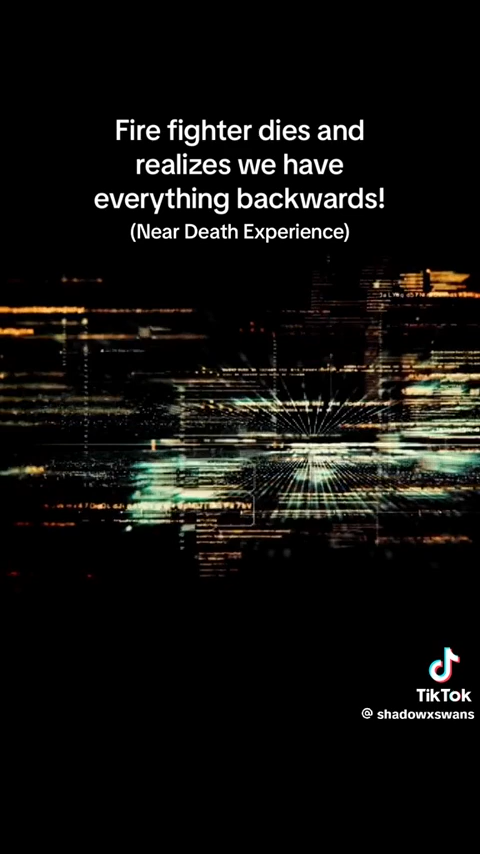 Fire fighter dies and
realizes we have
everything backwards!
(Near Death Experience)
TikTok
@ shadowxswans